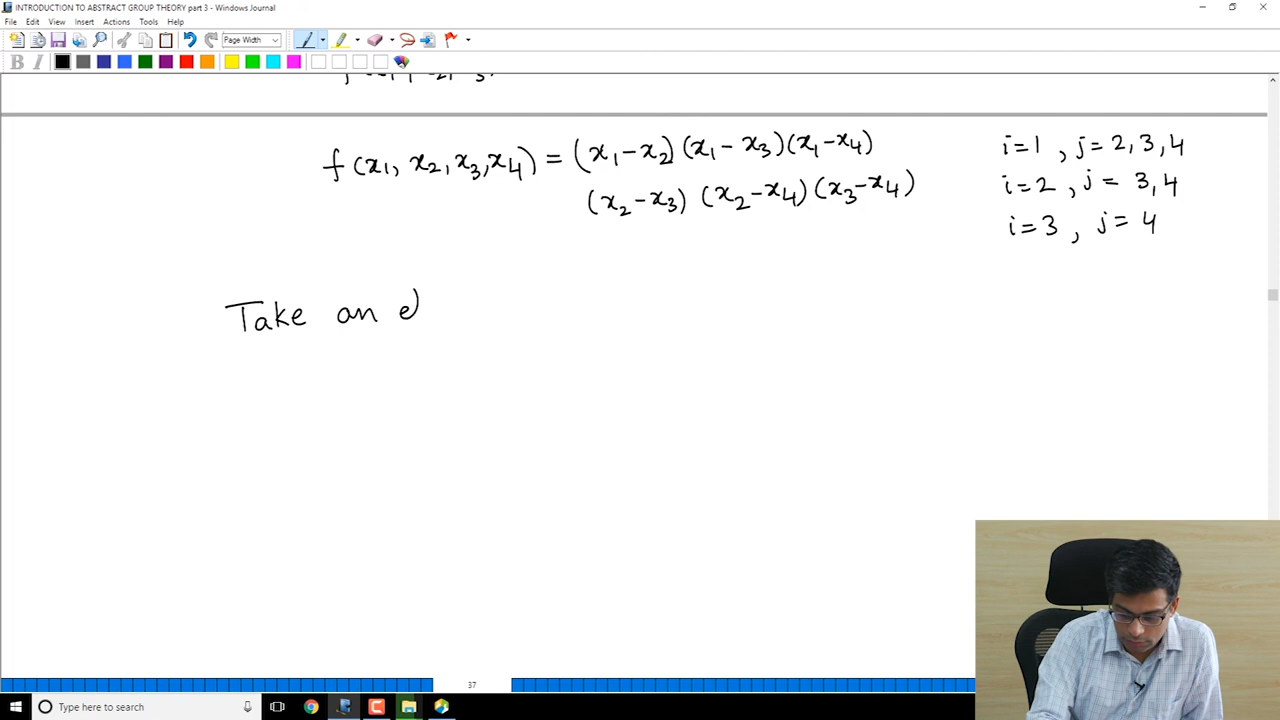 INTRODUCTION TO ABSTRACT GROUP THEORY part 3 - Windows Journal
File Edit View Insert Actions Tools Help
Page Width
B I
f(x₁, x₂, x₃, x₄) = (x₁-x₂)(x₁-x₃)(x₁-x₄)
(x₂-x₃) (x₂-x₄)(x₃-x₄)
i=1 , j=2,3,4
i=2 , j= 3,4
i=3 , j= 4
Take an el
37
Type here to search